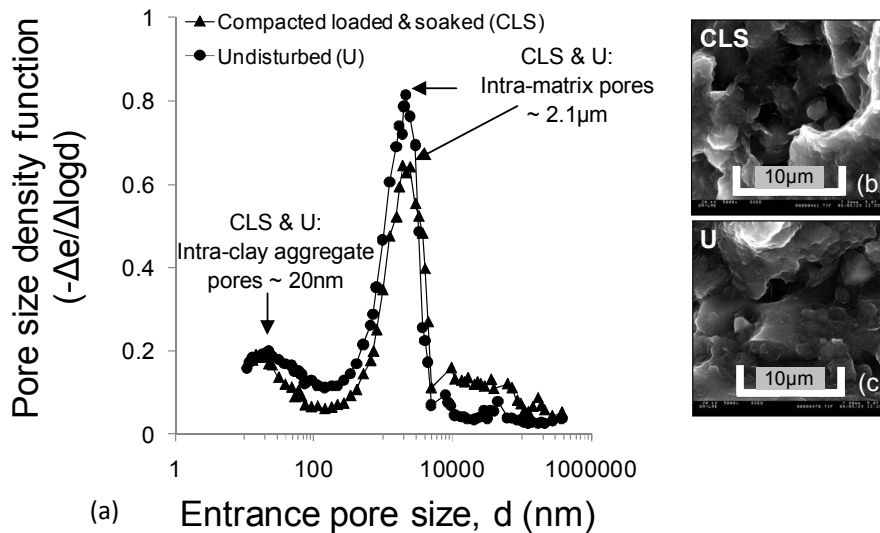 Compacted loaded & soaked (CLS)
Undisturbed (U)
CLS & U:
Intra-matrix pores
~ 2.1µm
CLS & U:
Intra-clay aggregate
pores ~ 20nm
Pore size density function
(-Δe/Δlogd)
1
0.8
0.6
0.4
0.2
0
1
100
10000
1000000
(a)
Entrance pore size, d (nm)
CLS
10µm
(b
U
10µm
(c